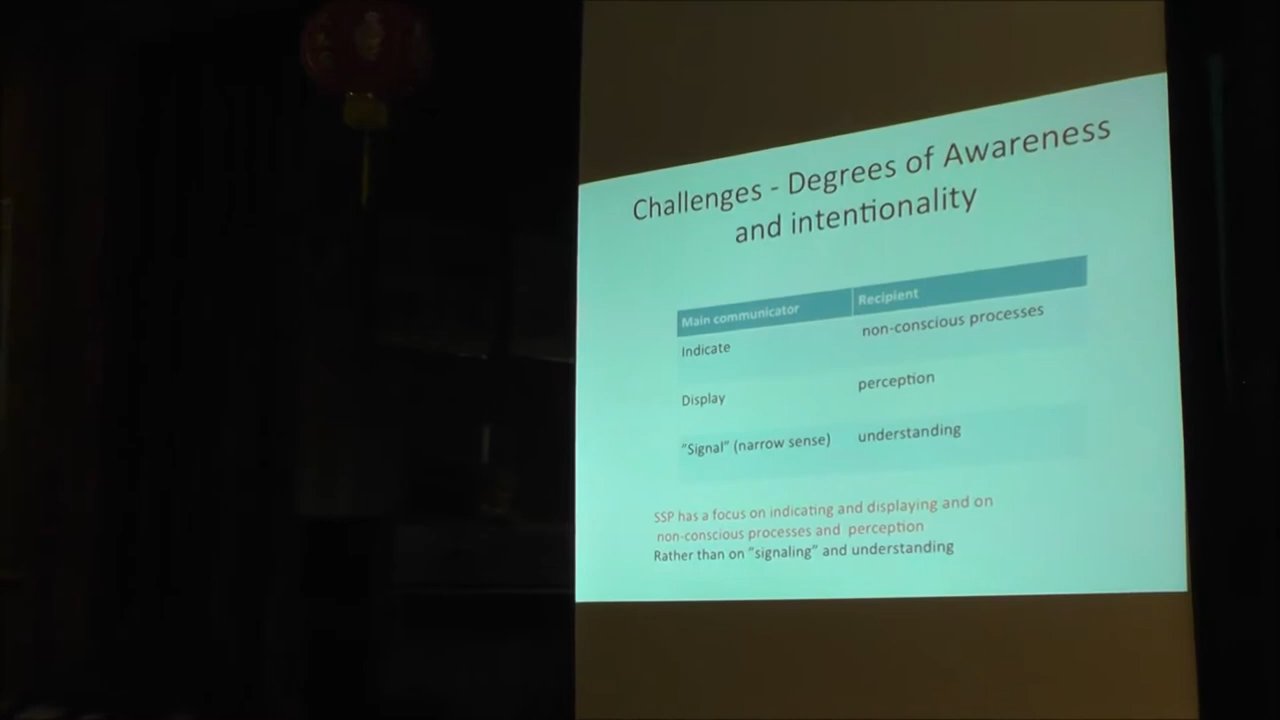 Challenges - Degrees of Awareness
and intentionality
Main communicator Recipient
Indicate non-conscious processes
Display perception
“Signal” (narrow sense) understanding
SSP has a focus on indicating and displaying and on
non-conscious processes and perception
Rather than on “signaling” and understanding